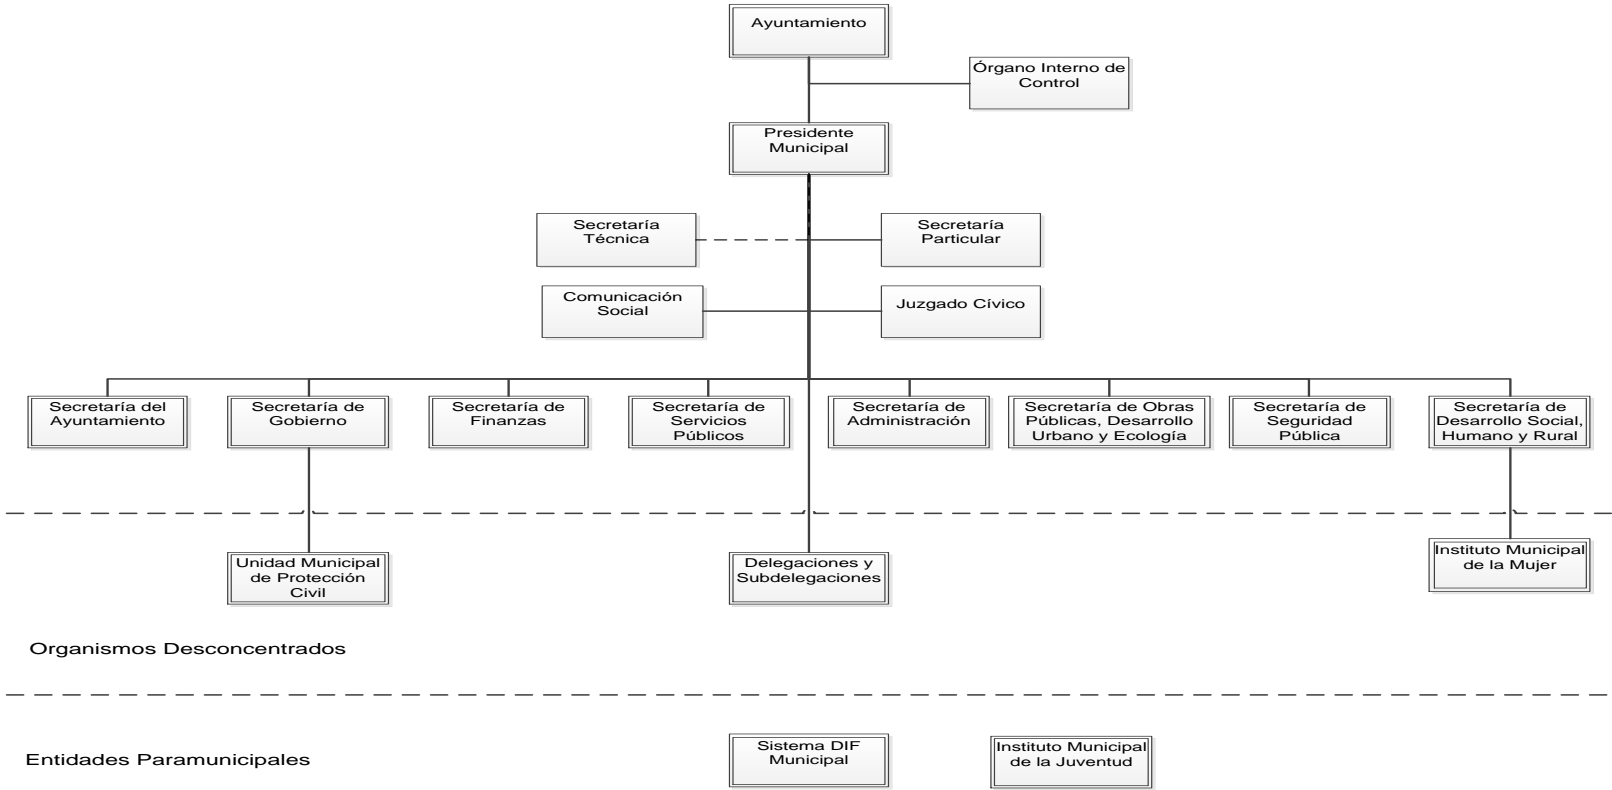 Ayuntamiento
Órgano Interno de
Control
Presidente
Municipal
Secretaría
Técnica
Secretaría
Particular
Comunicación
Social
Juzgado Cívico
Secretaría del
Ayuntamiento
Secretaría de
Gobierno
Secretaría de
Finanzas
Secretaría de
Servicios
Públicos
Secretaría de
Administración
Secretaría de Obras
Públicas, Desarrollo
Urbano y Ecología
Secretaría de
Seguridad
Pública
Secretaría de
Desarrollo Social,
Humano y Rural
Unidad Municipal
de Protección
Civil
Delegaciones y
Subdelegaciones
Instituto Municipal
de la Mujer
Organismos Desconcentrados
Entidades Paramunicipales
Sistema DIF
Municipal
Instituto Municipal
de la Juventud